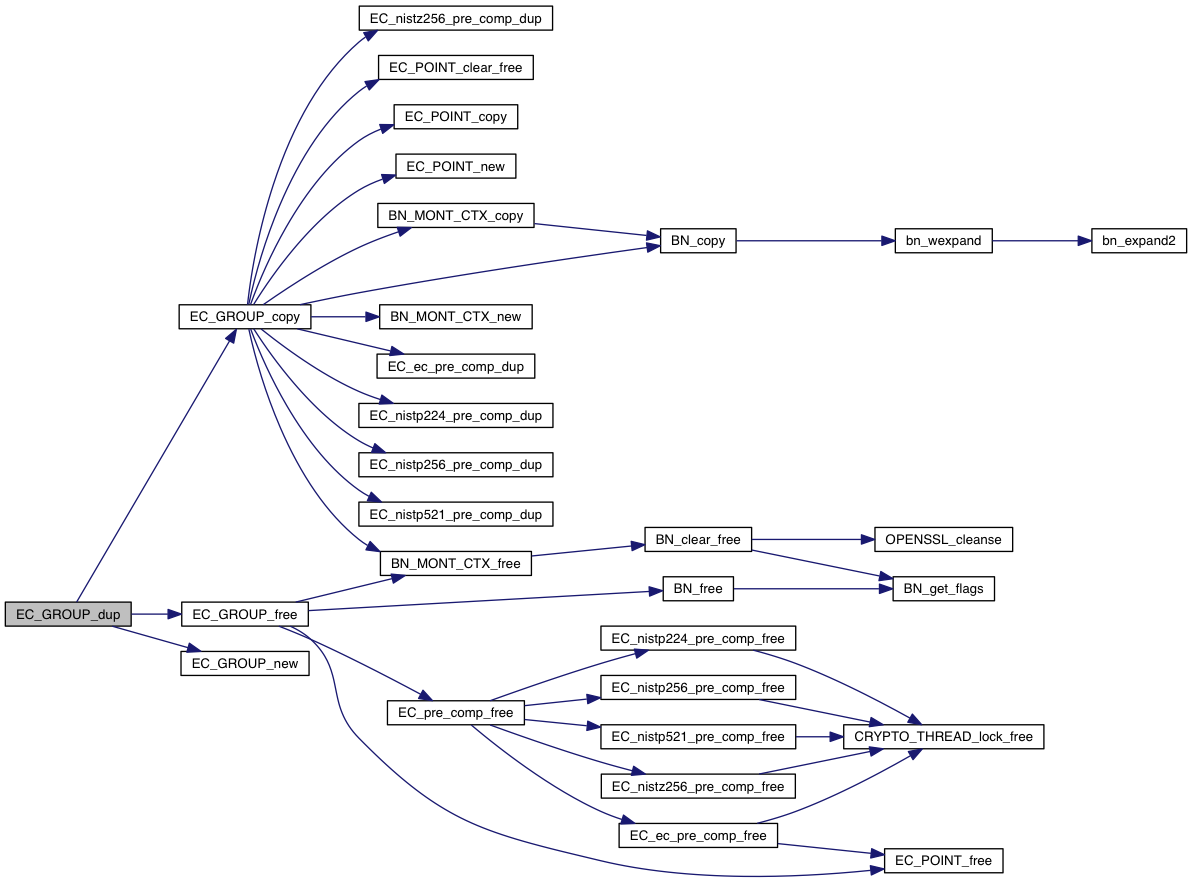 EC_nistz256_pre_comp_dup
EC_POINT_clear_free
EC_POINT_copy
EC_POINT_new
BN_MONT_CTX_copy
BN_copy
bn_wexpand
bn_expand2
EC_GROUP_copy
BN_MONT_CTX_new
EC_ec_pre_comp_dup
EC_nistp224_pre_comp_dup
EC_nistp256_pre_comp_dup
EC_nistp521_pre_comp_dup
BN_clear_free
OPENSSL_cleanse
BN_MONT_CTX_free
BN_free
BN_get_flags
EC_GROUP_dup
EC_GROUP_free
EC_nistp224_pre_comp_free
EC_GROUP_new
EC_nistp256_pre_comp_free
EC_pre_comp_free
EC_nistp521_pre_comp_free
CRYPTO_THREAD_lock_free
EC_nistz256_pre_comp_free
EC_ec_pre_comp_free
EC_POINT_free